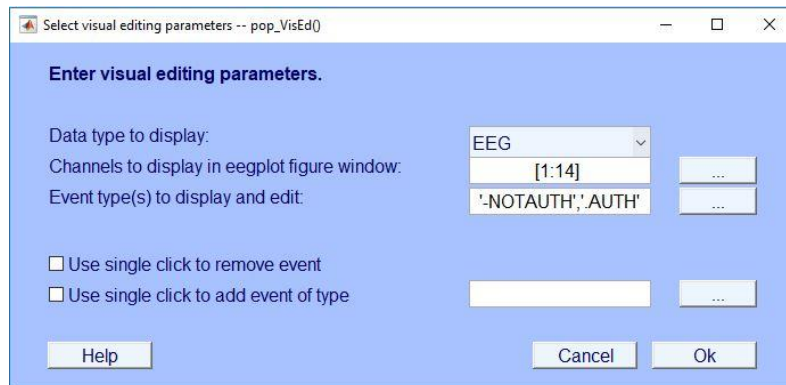 Select visual editing parameters -- pop_VisEd()
Enter visual editing parameters.
Data type to display: EEG
Channels to display in eegplot figure window: [1:14] ...
Event type(s) to display and edit: '-NOTAUTH','.AUTH' ...
Use single click to remove event
Use single click to add event of type ...
Help Cancel Ok